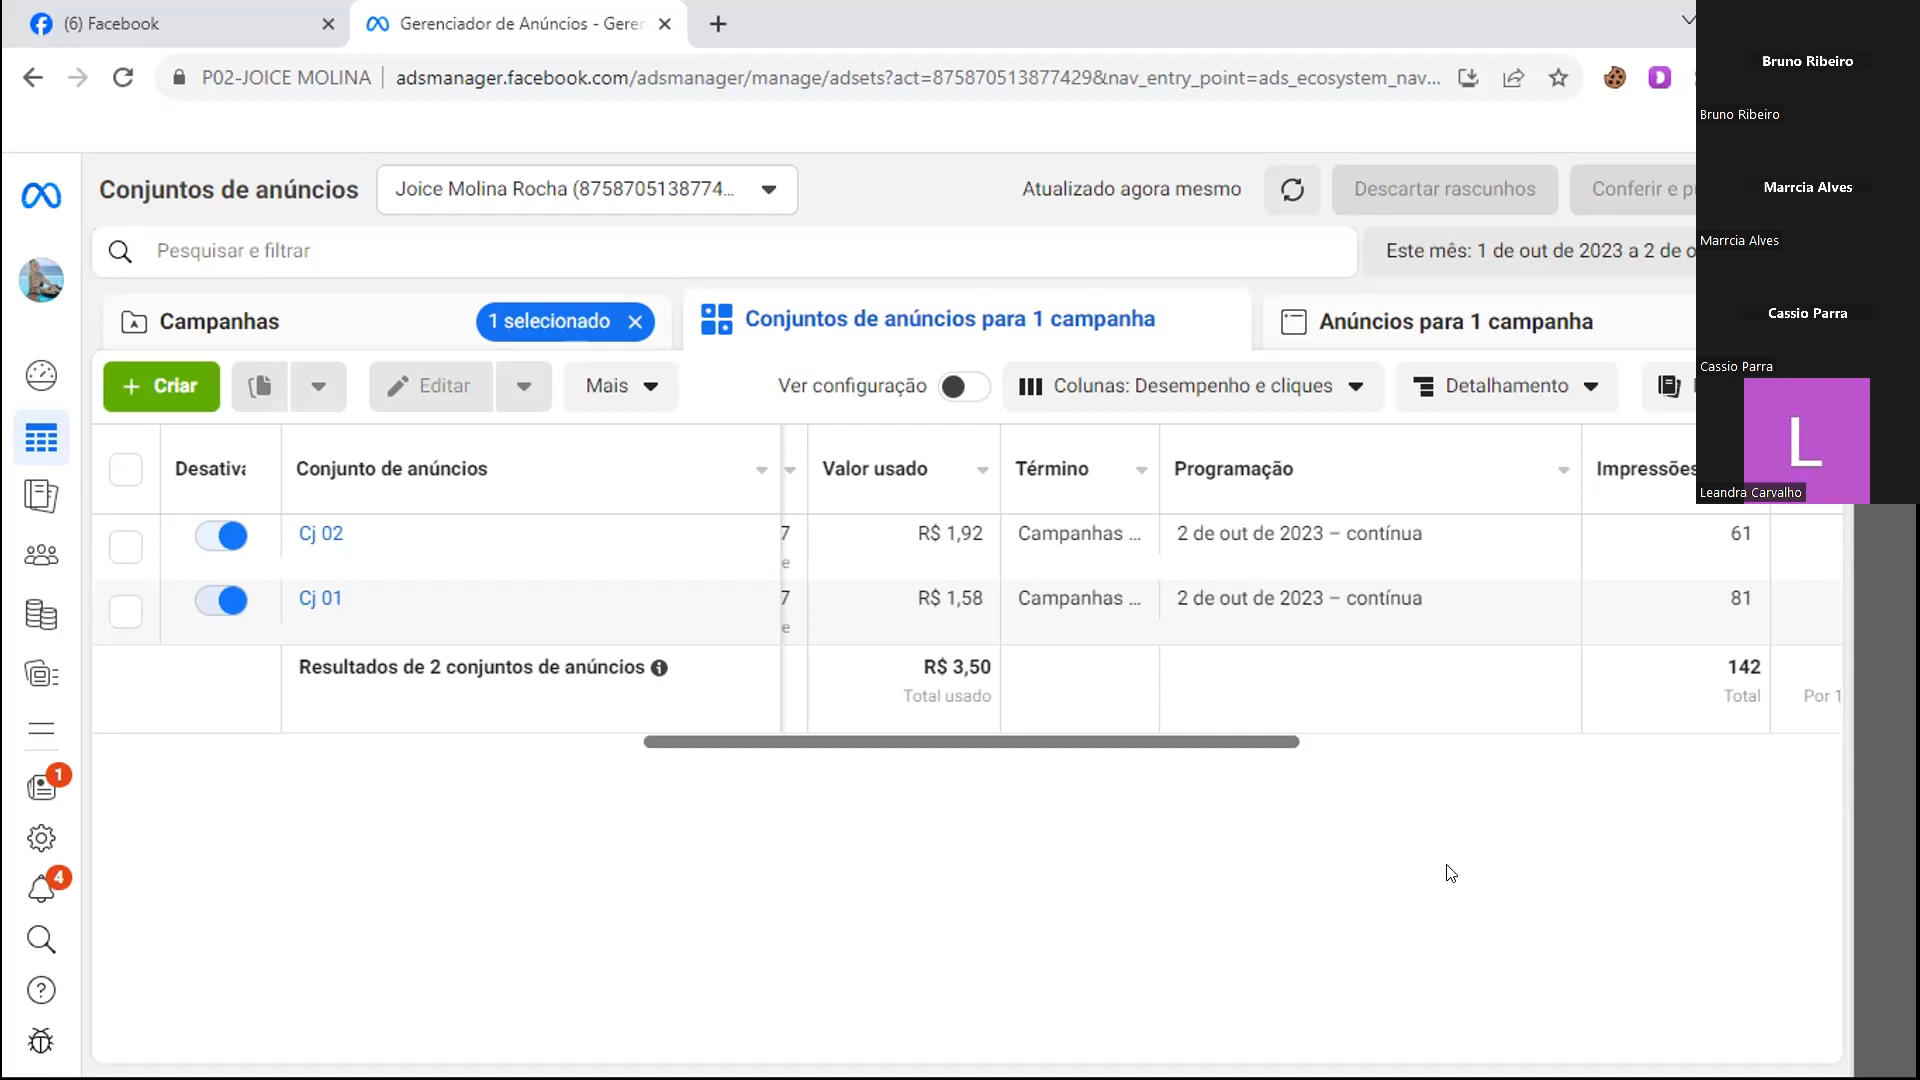 (6) Facebook
Gerenciador de Anúncios - Geren
P02-JOICE MOLINA
adsmanager.facebook.com/adsmanager/manage/adsets?act=875870513877429&nav_entry_point=ads_ecosystem_nav...
D
Bruno Ribeiro
Bruno Ribeiro
Marrcia Alves
Marrcia Alves
Cassio Parra
Cassio Parra
L
Leandra Carvalho
Conjuntos de anúncios
Joice Molina Rocha (8758705138774...
Atualizado agora mesmo
Descartar rascunhos
Conferir e p
Pesquisar e filtrar
Este mês: 1 de out de 2023 a 2 de o
Campanhas
1 selecionado
Conjuntos de anúncios para 1 campanha
Anúncios para 1 campanha
+ Criar
Editar
Mais
Ver configuração
Colunas: Desempenho e cliques
Detalhamento
Desativa
Conjunto de anúncios
Valor usado
Término
Programação
Impressões
Cj 02
7
e
R$ 1,92
Campanhas ...
2 de out de 2023 – contínua
61
Cj 01
7
e
R$ 1,58
Campanhas ...
2 de out de 2023 – contínua
81
Resultados de 2 conjuntos de anúncios
R$ 3,50
Total usado
142
Total
Por 1
1
4